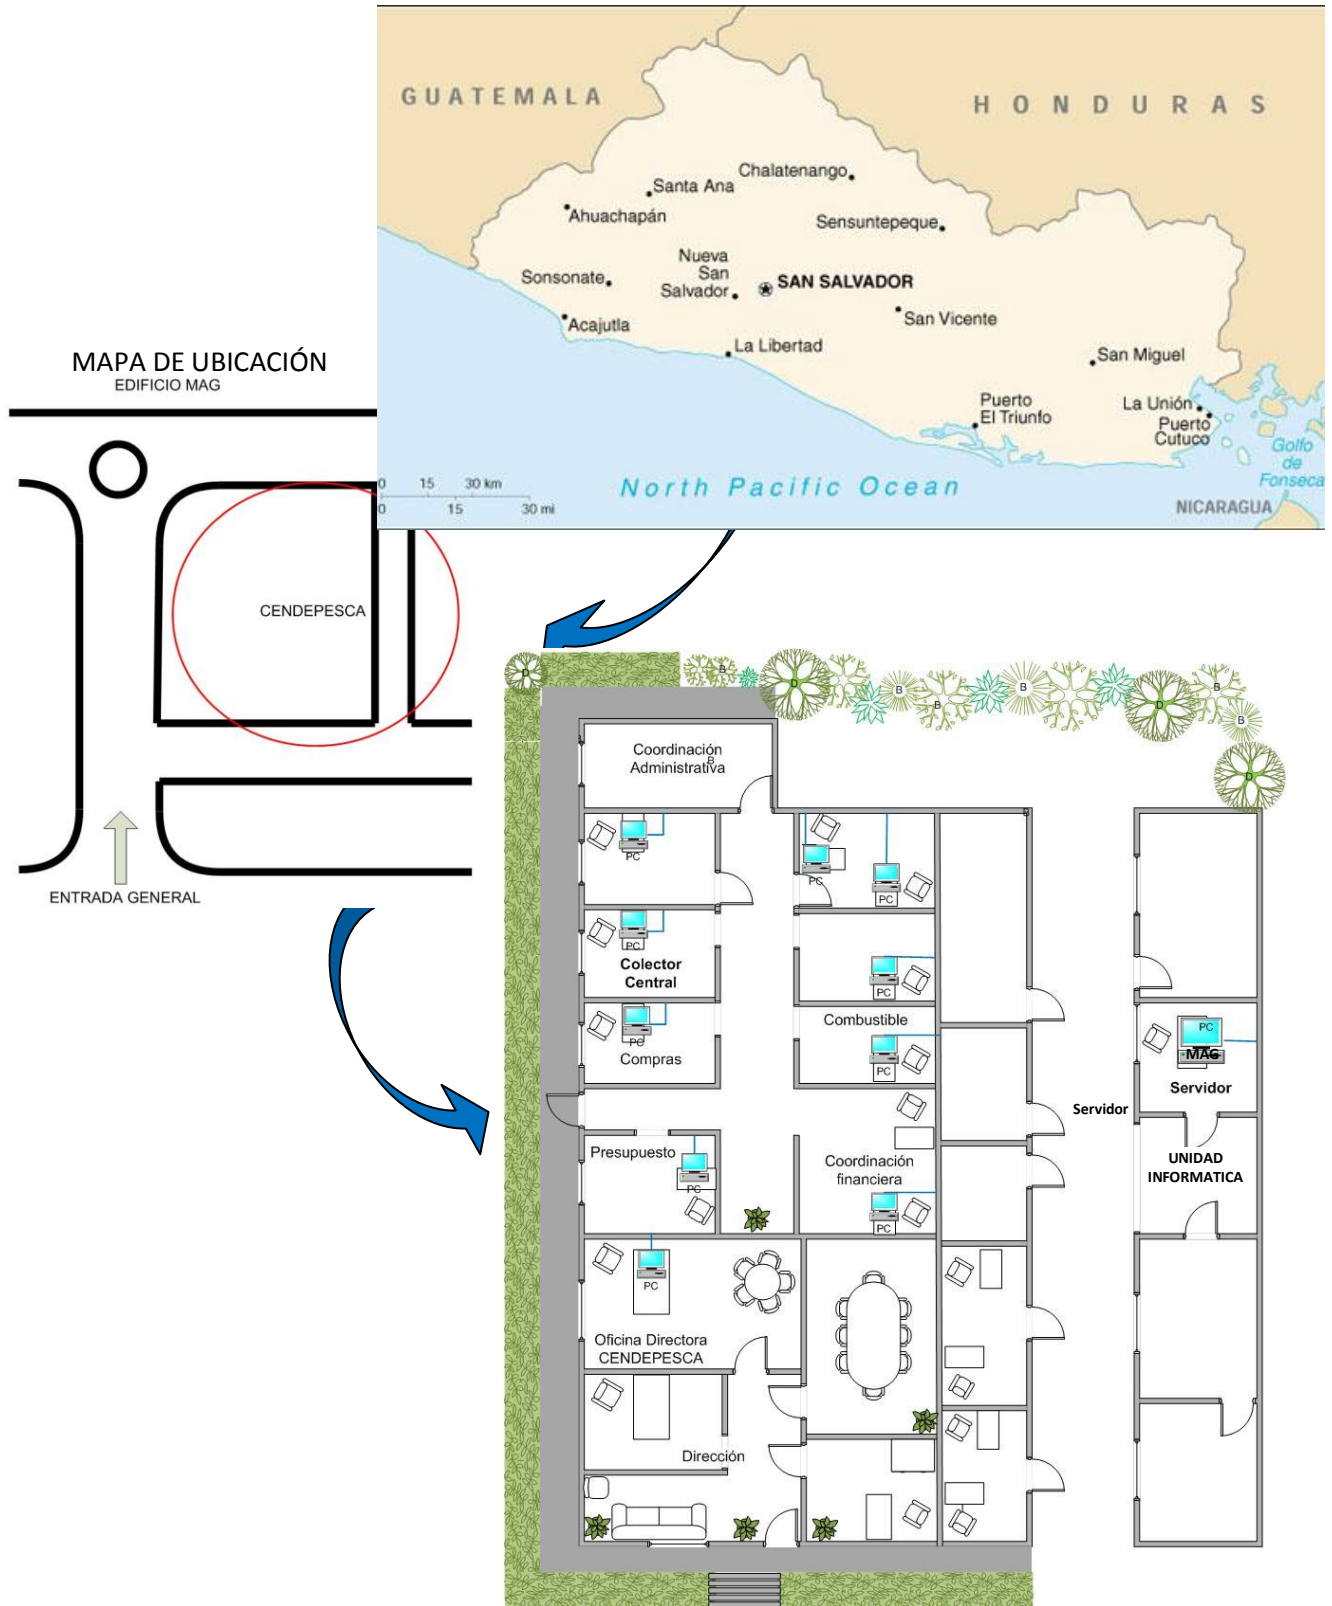 GUATEMALA
HONDURAS
Chalatenango
Santa Ana
Ahuachapán
Sensuntepeque
Nueva
San
Salvador
SAN SALVADOR
Sonsonate
Acajutla
San Vicente
La Libertad
San Miguel
Puerto
El Triunfo
La Unión
Puerto
Cutuco
Golfo
de
Fonseca
North Pacific Ocean
NICARAGUA
0 15 30 km
0 15 30 mi
MAPA DE UBICACIÓN
EDIFICIO MAG
CENDEPESCA
ENTRADA GENERAL
D
B
B
D
B
B
B
D
B
D
Coordinación
Administrativa
B
PC
PC
PC
PC
Colector
Central
PC
PC
Compras
Combustible
PC
PC
MAG
Servidor
Servidor
UNIDAD
INFORMATICA
Presupuesto
PC
Coordinación
financiera
PC
PC
Oficina Directora
CENDEPESCA
Dirección